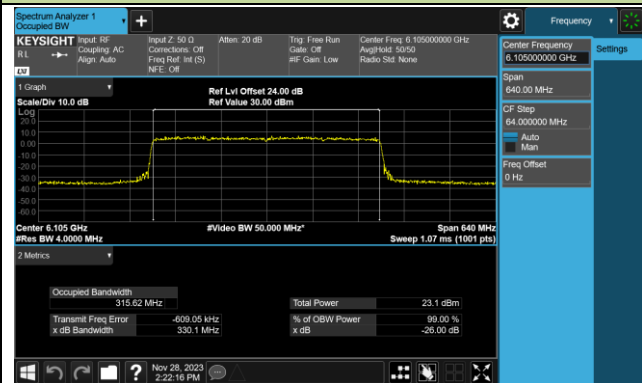 Spectrum Analyzer 1
Occupied BW
Frequency
KEYSIGHT
Input: RF
Input Z: 50 Ω
Atten: 20 dB
Trig: Free Run
Center Freq: 6.105000000 GHz
RL
Coupling: AC
Corrections: Off
Gate: Off
Avg|Hold: 50/50
Align: Auto
Freq Ref: Int (S)
#IF Gain: Low
Radio Std: None
NFE: Off
LXI
Center Frequency
6.105000000 GHz
Settings
Span
640.00 MHz
CF Step
64.000000 MHz
Auto
Man
Freq Offset
0 Hz
1 Graph
Ref Lvl Offset 24.00 dB
Scale/Div 10.0 dB
Ref Value 30.00 dBm
Log
20.0
10.0
0.00
-10.0
-20.0
-30.0
-40.0
-50.0
-60.0
Center 6.105 GHz
#Video BW 50.000 MHz*
Span 640 MHz
#Res BW 4.0000 MHz
Sweep 1.07 ms (1001 pts)
2 Metrics
Occupied Bandwidth
315.62 MHz
Total Power
23.1 dBm
Transmit Freq Error
-609.05 kHz
% of OBW Power
99.00 %
x dB Bandwidth
330.1 MHz
x dB
-26.00 dB
?
Nov 28, 2023
2:22:16 PM